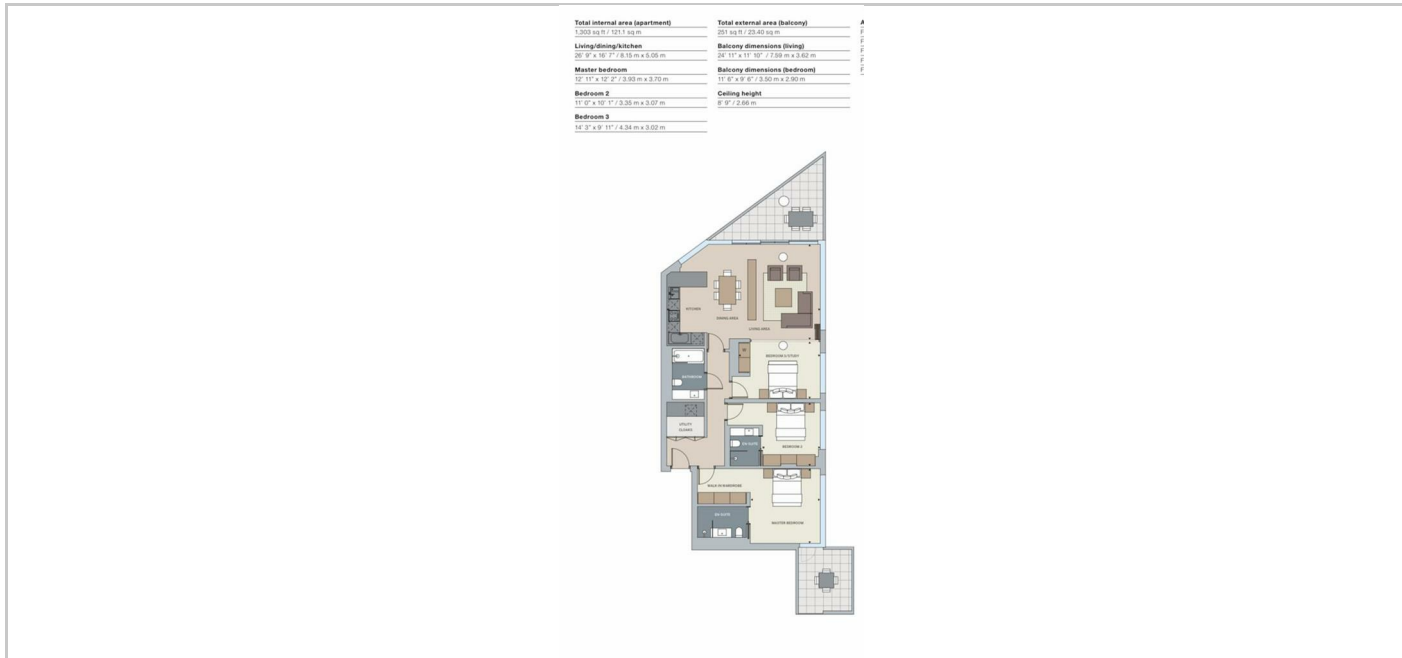 Total internal area (apartment)
1,303 sq ft / 121.1 sq m
Living/dining/kitchen
26' 9" x 16' 7" / 8.15 m x 5.05 m
Master bedroom
12' 11" x 12' 2" / 3.93 m x 3.70 m
Bedroom 2
11' 0" x 10' 1" / 3.35 m x 3.07 m
Bedroom 3
14' 3" x 9' 11" / 4.34 m x 3.02 m
Total external area (balcony)
251 sq ft / 23.40 sq m
Balcony dimensions (living)
24' 11" x 11' 10" / 7.59 m x 3.62 m
Balcony dimensions (bedroom)
11' 6" x 9' 6" / 3.50 m x 2.90 m
Ceiling height
8' 9" / 2.66 m
KITCHEN
DINING AREA
LIVING AREA
BEDROOM 3/STUDY
BATHROOM
UTILITY
EN-SUITE
BEDROOM 2
WALK IN WARDROBE
EN-SUITE
MASTER BEDROOM